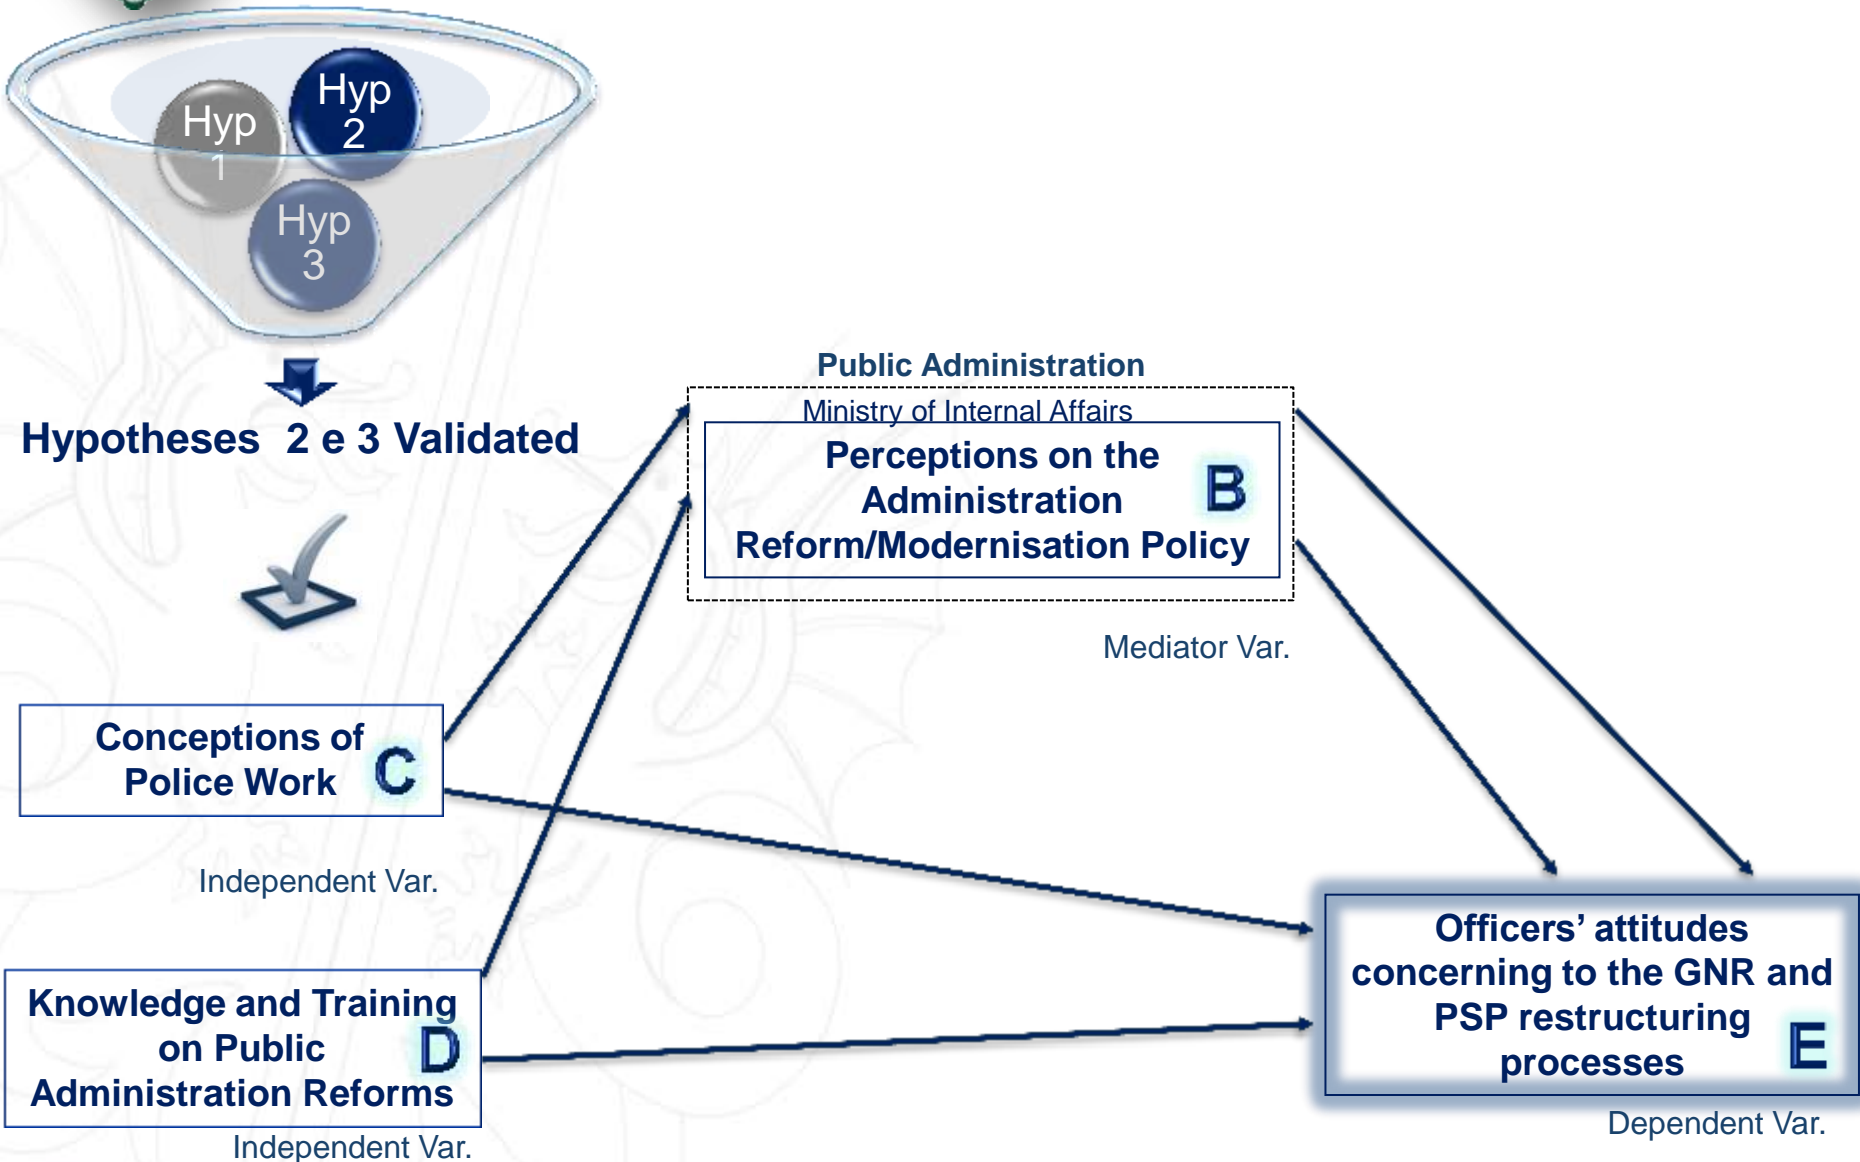 Hyp
1
Hyp
2
Hyp
3
Hypotheses 2 e 3 Validated
Public Administration
Ministry of Internal Affairs
Perceptions on the
Administration
Reform/Modernisation Policy
B
Mediator Var.
Conceptions of
Police Work
C
Independent Var.
Knowledge and Training
on Public
Administration Reforms
D
Independent Var.
Officers' attitudes
concerning to the GNR and
PSP restructuring
processes
E
Dependent Var.